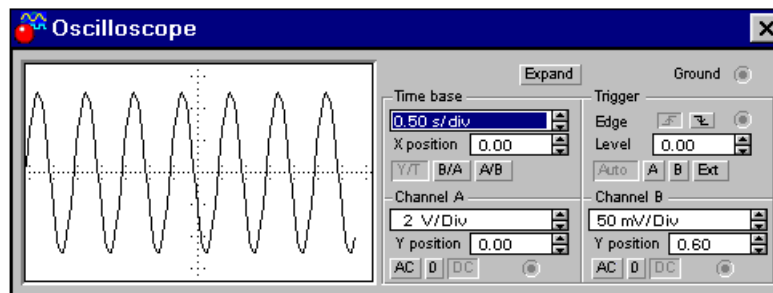 Oscilloscope
Expand
Ground
Time base
Trigger
0.50 s/div
Edge
X position 0.00
Level 0.00
Y/T B/A A/B
Auto A B Ext
Channel A
Channel B
2 V/Div
50 mV/Div
Y position 0.00
Y position 0.60
AC 0 DC
AC 0 DC